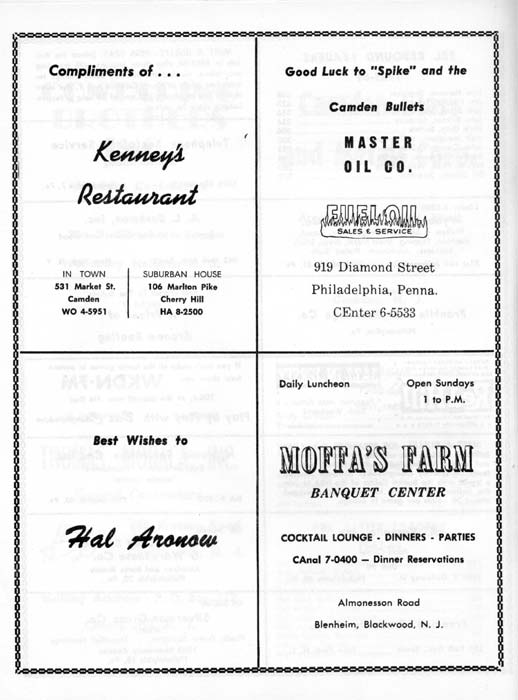 Compliments of . . .
Kenney's
Restaurant
IN TOWN
531 Market St.
Camden
WO 4-5951
SUBURBAN HOUSE
106 Marlton Pike
Cherry Hill
HA 8-2500
Good Luck to "Spike" and the
Camden Bullets
MASTER
OIL CO.
FUEL OIL
SALES & SERVICE
919 Diamond Street
Philadelphia, Penna.
CEnter 6-5533
Best Wishes to
Hal Aronow
Daily Luncheon
Open Sundays
1 to P.M.
MOFFA'S FARM
BANQUET CENTER
COCKTAIL LOUNGE - DINNERS - PARTIES
CAnal 7-0400 — Dinner Reservations
Almonesson Road
Blenheim, Blackwood, N. J.